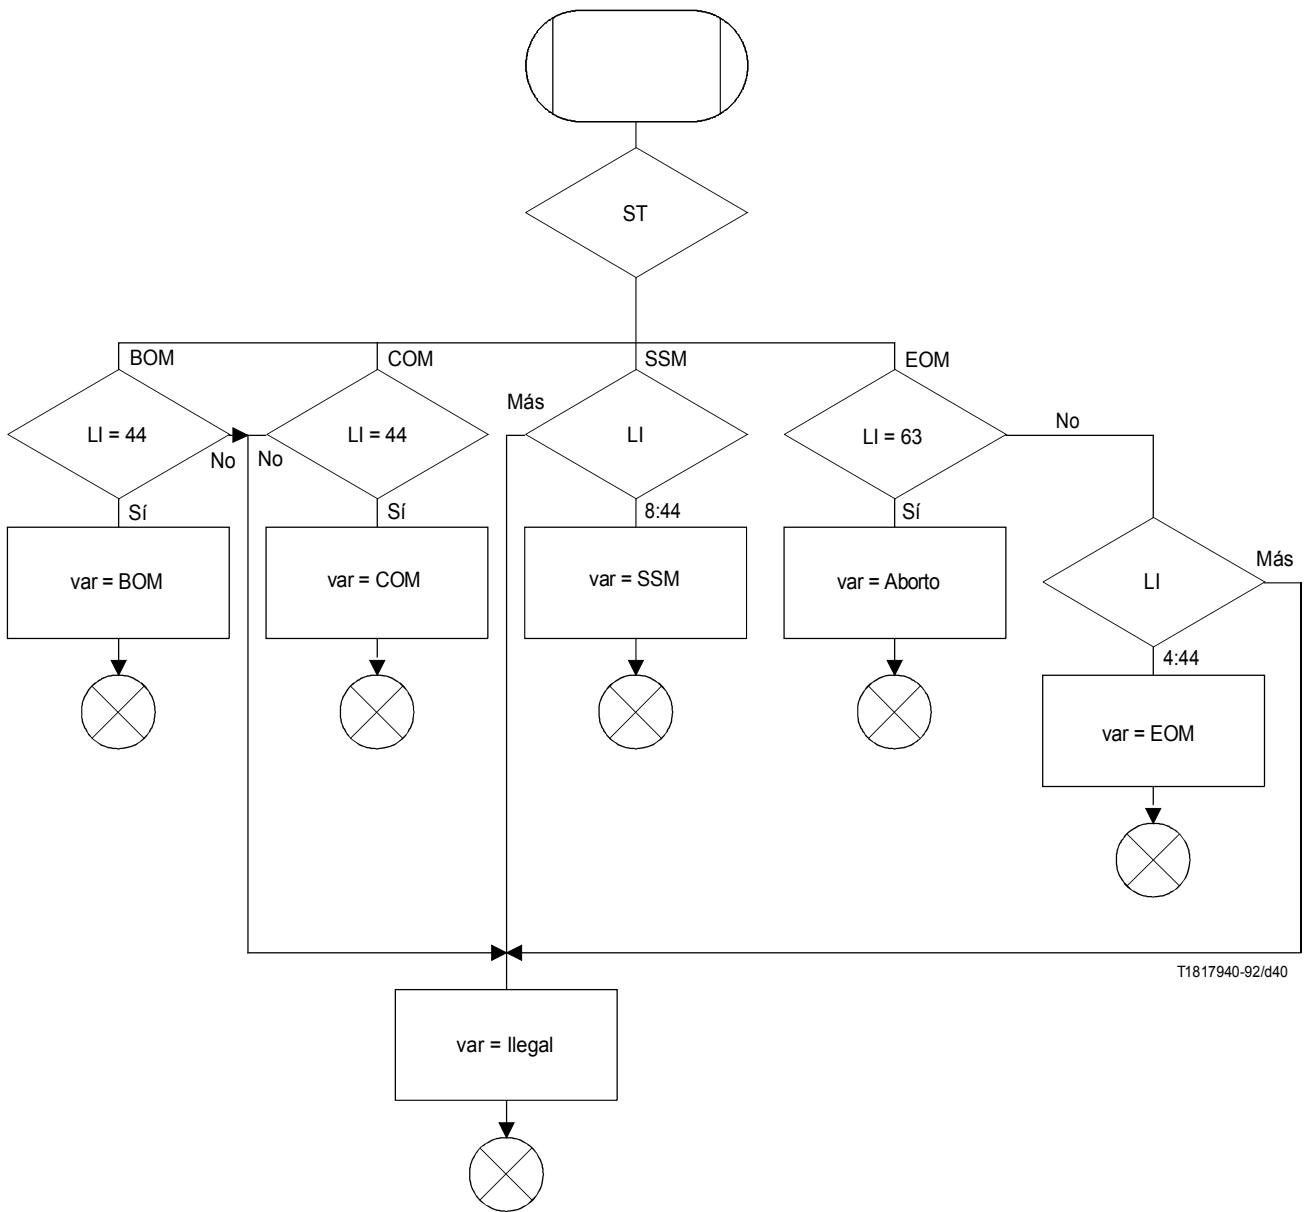 ST
BOM
COM
SSM
EOM
Más
No
LI = 44
LI = 44
LI
LI = 63
No
No
Sí
Sí
8:44
Sí
Más
var = BOM
var = COM
var = SSM
var = Aborto
LI
4:44
var = EOM
T1817940-92/d40
var = Ilegal